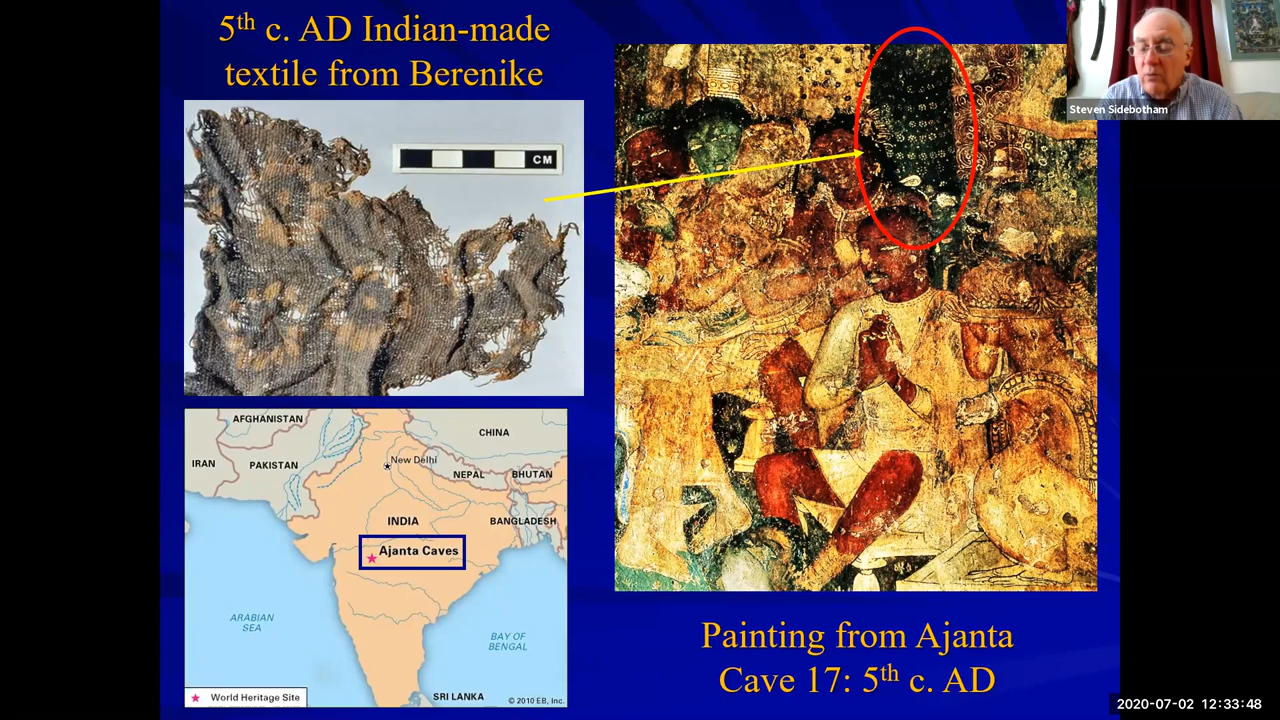 5th c. AD Indian-made
textile from Berenike
CM
Steven Sidebotham
AFGHANISTAN
CHINA
IRAN
PAKISTAN
New Delhi
NEPAL
BHUTAN
INDIA
BANGLADESH
Ajanta Caves
ARABIAN
SEA
BAY OF
BENGAL
World Heritage Site
SRI LANKA
© 2010 EB, Inc.
Painting from Ajanta
Cave 17: 5th c. AD
2020-07-02 12:33:48